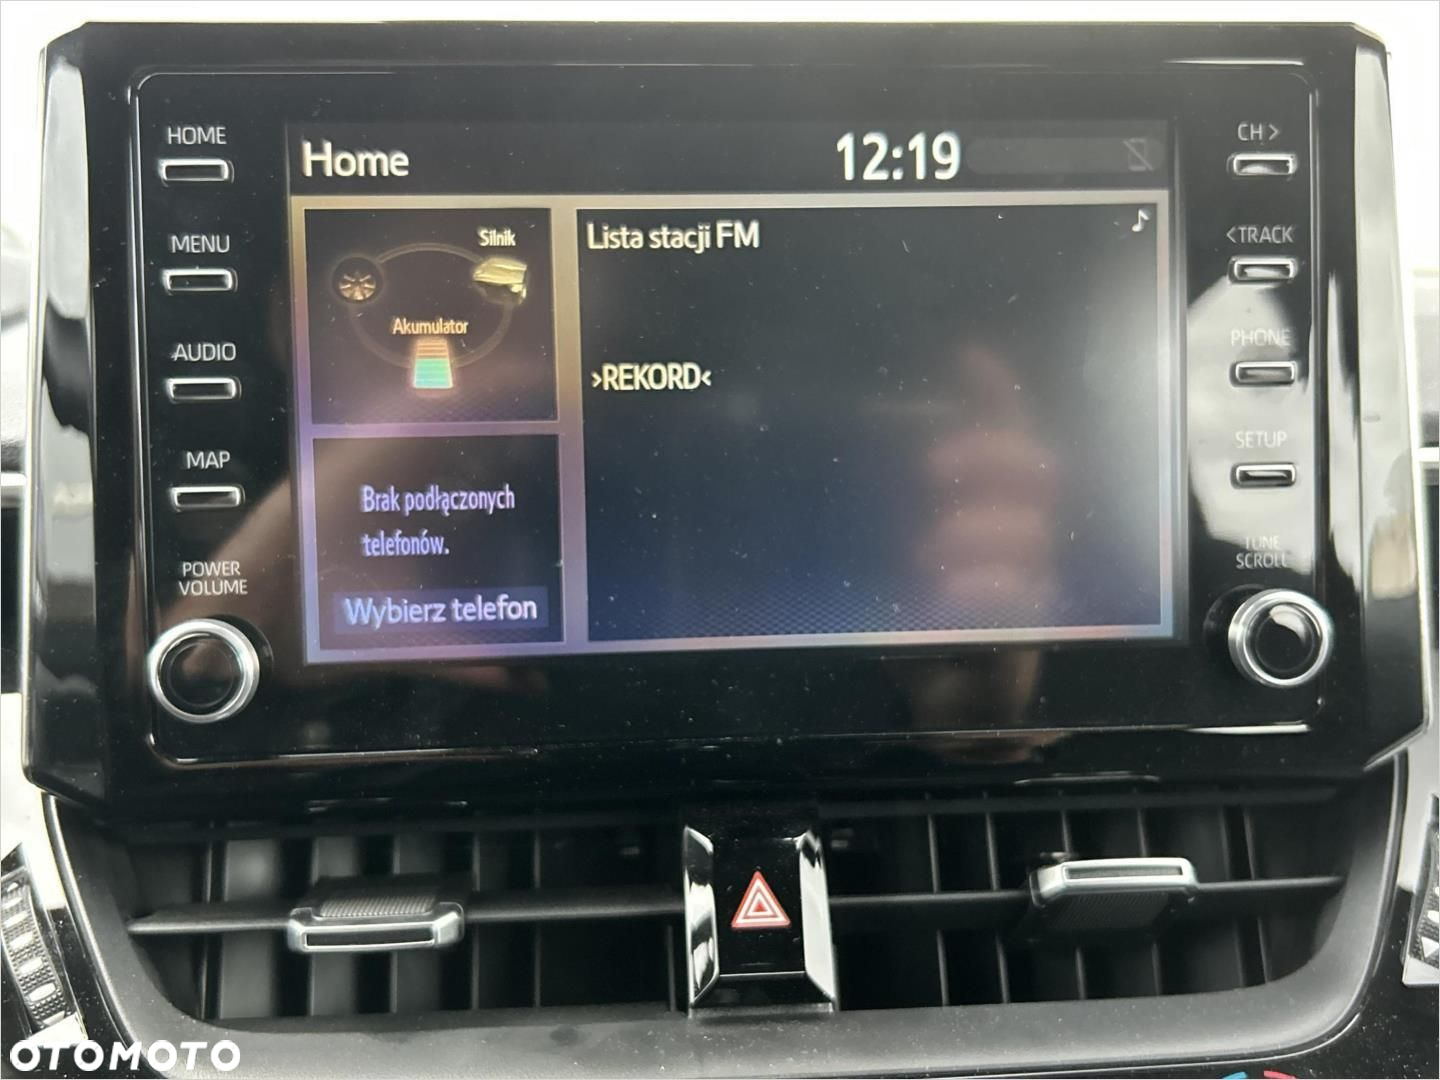 HOME
MENU
AUDIO
MAP
POWER
VOLUME
Home
12:19
Silnik
Akumulator
Brak podłączonych
telefonów.
Wybierz telefon
Lista stacji FM
>REKORD<
CH >
<TRACK
PHONE
SETUP
TUNE
SCROLL
OTOMOTO